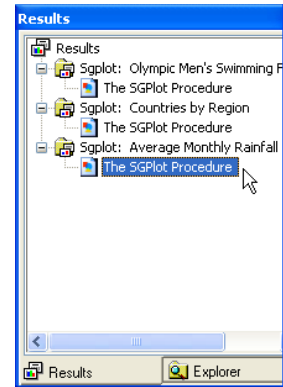 Results
Results
Sgplot: Olympic Men's Swimming F
The SGPlot Procedure
Sgplot: Countries by Region
The SGPlot Procedure
Sgplot: Average Monthly Rainfall
The SGPlot Procedure
Results
Explorer